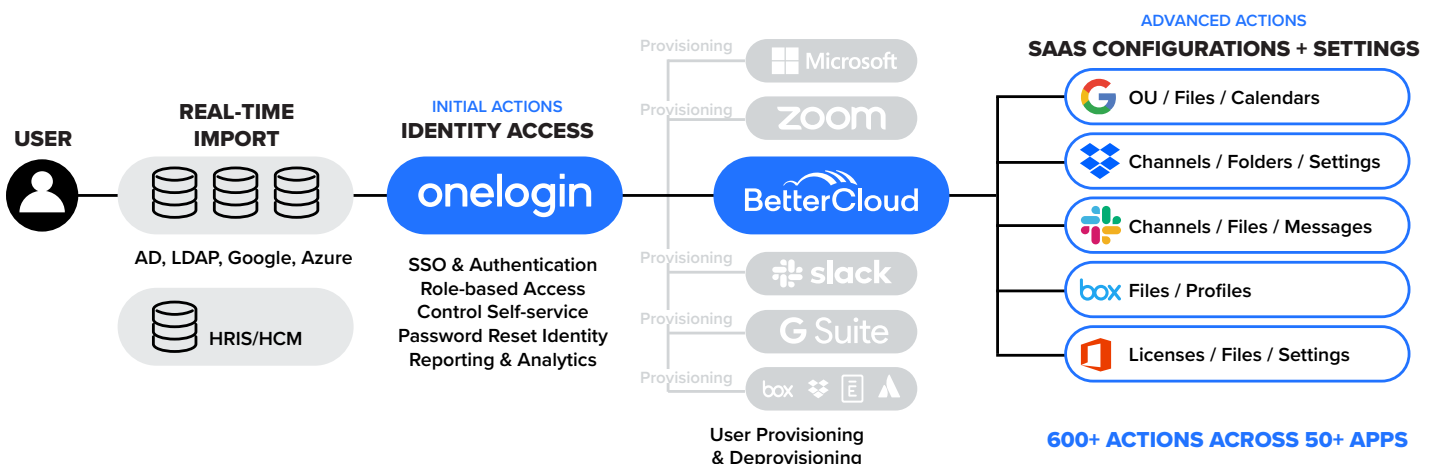 USER
REAL-TIME
IMPORT
AD, LDAP, Google, Azure
HRIS/HCM
INITIAL ACTIONS
IDENTITY ACCESS
onelogin
SSO & Authentication
Role-based Access
Control Self-service
Password Reset Identity
Reporting & Analytics
Provisioning
Microsoft
Provisioning
zoom
BetterCloud
Provisioning
slack
Provisioning
G Suite
Provisioning
box E
User Provisioning
& Deprovisioning
ADVANCED ACTIONS
SAAS CONFIGURATIONS + SETTINGS
G OU / Files / Calendars
Channels / Folders / Settings
Channels / Files / Messages
box Files / Profiles
Licenses / Files / Settings
600+ ACTIONS ACROSS 50+ APPS